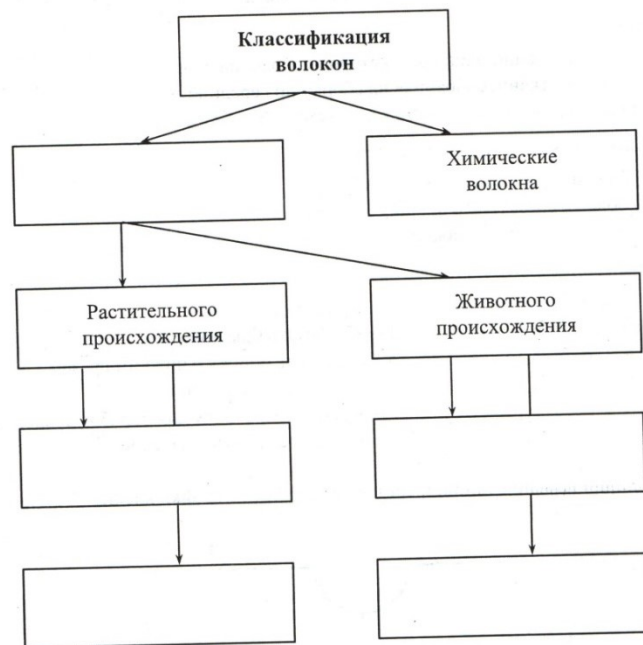 Классификация
волокон
Химические
волокна
Растительного
происхождения
Животного
происхождения